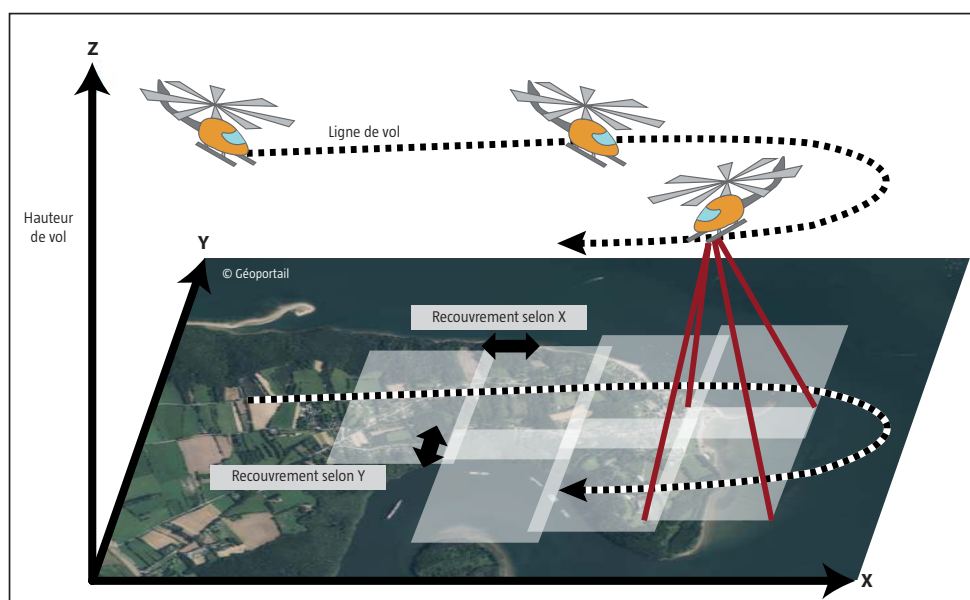 Z
Ligne de vol
Hauteur
de vol
Y
© Géoportail
Recouvrement selon X
Recouvrement selon Y
X